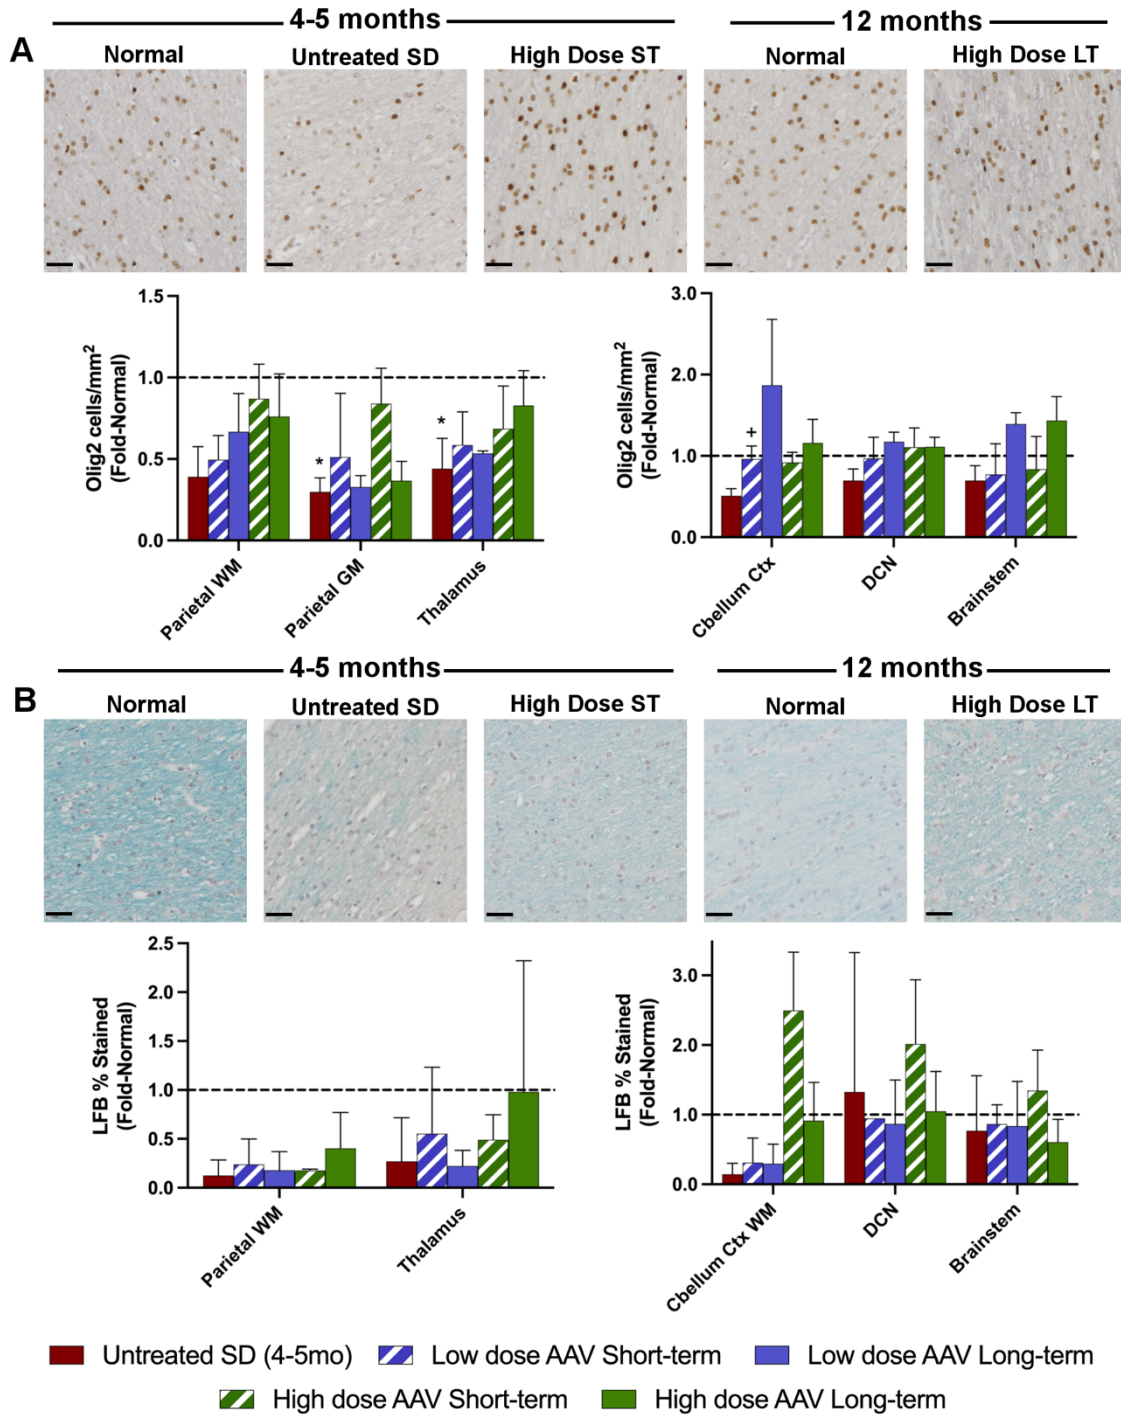 4-5 months
12 months
A
Normal
Untreated SD
High Dose ST
Normal
High Dose LT
Olig2 cells/mm²
(Fold-Normal)
1.5
1.0
0.5
0.0
Parietal WM
Parietal GM
Thalamus
*
*
Olig2 cells/mm²
(Fold-Normal)
3.0
2.0
1.0
0.0
+
Cbellum Ctx
DCN
Brainstem
4-5 months
12 months
B
Normal
Untreated SD
High Dose ST
Normal
High Dose LT
LFB % Stained
(Fold-Normal)
2.5
2.0
1.5
1.0
0.5
0.0
Parietal WM
Thalamus
LFB % Stained
(Fold-Normal)
3.0
2.0
1.0
0.0
Cbellum Ctx WM
DCN
Brainstem
Untreated SD (4-5mo)
Low dose AAV Short-term
Low dose AAV Long-term
High dose AAV Short-term
High dose AAV Long-term